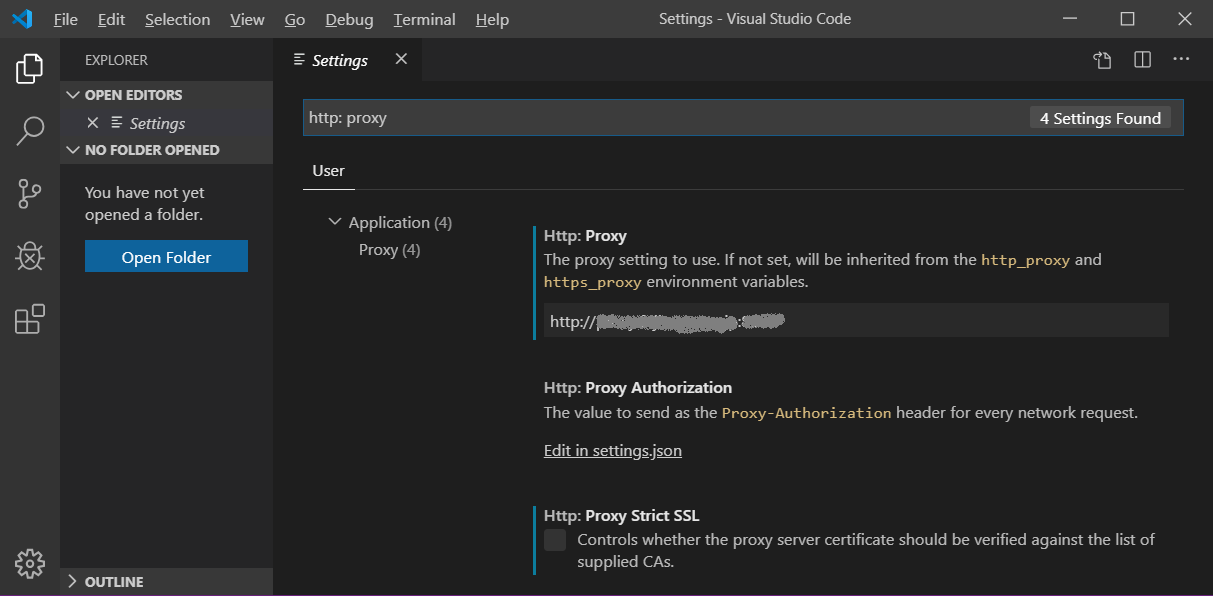 File Edit Selection View Go Debug Terminal Help Settings - Visual Studio Code
EXPLORER
OPEN EDITORS
Settings
NO FOLDER OPENED
You have not yet
opened a folder.
Open Folder
OUTLINE
Settings
http: proxy 4 Settings Found
User
Application (4)
Proxy (4)
Http: Proxy
The proxy setting to use. If not set, will be inherited from the http_proxy and
https_proxy environment variables.
http:// :
Http: Proxy Authorization
The value to send as the Proxy-Authorization header for every network request.
Edit in settings.json
Http: Proxy Strict SSL
Controls whether the proxy server certificate should be verified against the list of
supplied CAs.